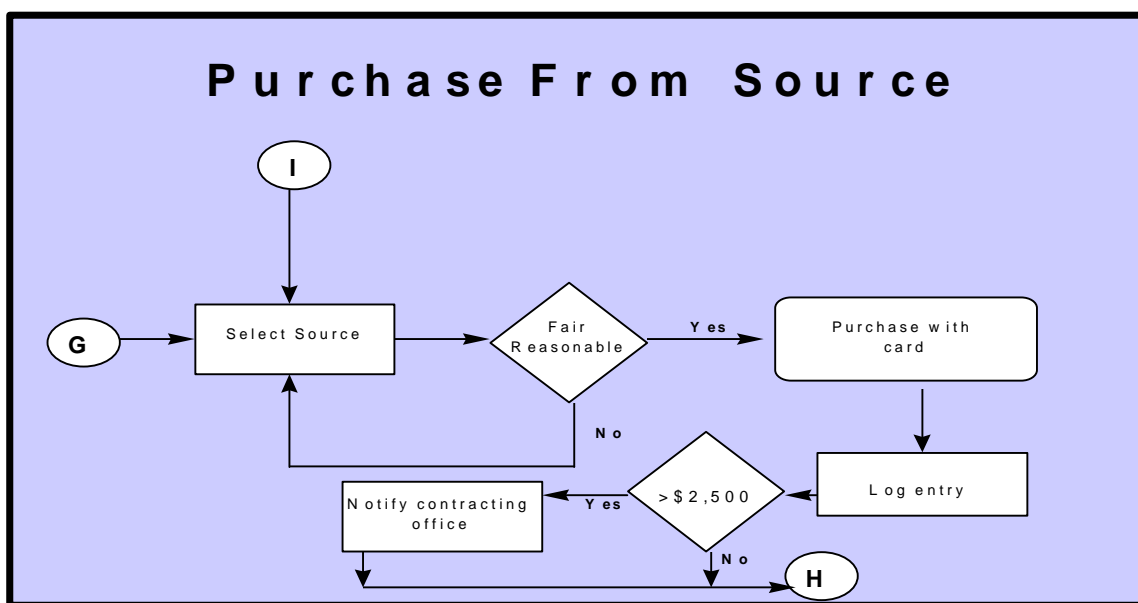 Purchase From Source
I
G
Select Source
Fair
Reasonable
Yes
Purchase with
card
No
Log entry
>$2,500
Yes
Notify contracting
office
No
H